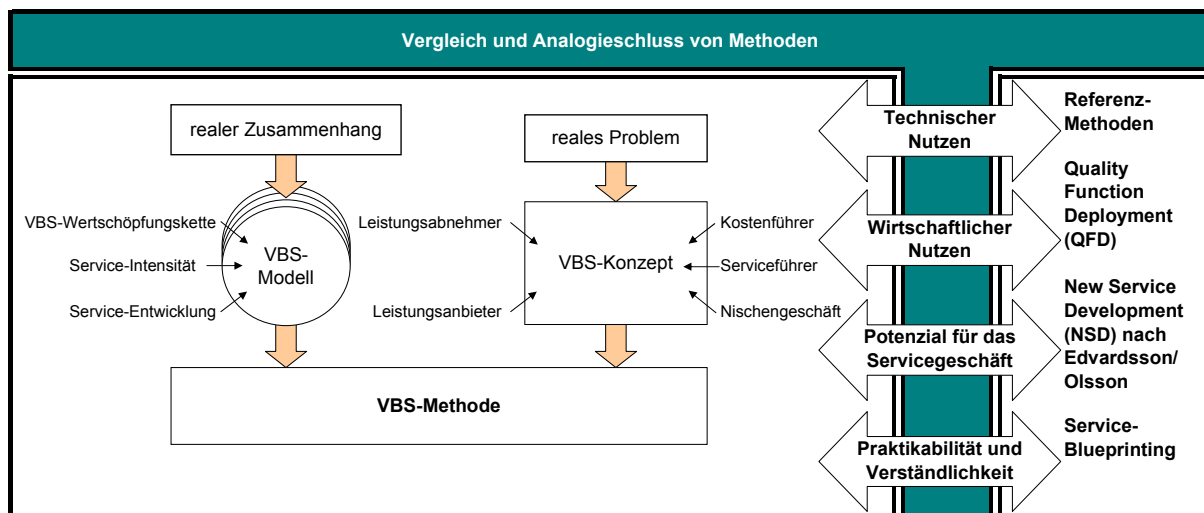 Vergleich und Analogieschluss von Methoden
realer Zusammenhang
reales Problem
VBS-Wertschöpfungskette
Service-Intensität
Service-Entwicklung
VBS-
Modell
Leistungsabnehmer
Leistungsanbieter
VBS-Konzept
Kostenführer
Serviceführer
Nischengeschäft
VBS-Methode
Technischer
Nutzen
Wirtschaftlicher
Nutzen
Potenzial für das
Servicegeschäft
Praktikabilität und
Verständlichkeit
Referenz-
Methoden
Quality
Function
Deployment
(QFD)
New Service
Development
(NSD) nach
Edvardsson/
Olsson
Service-
Blueprinting